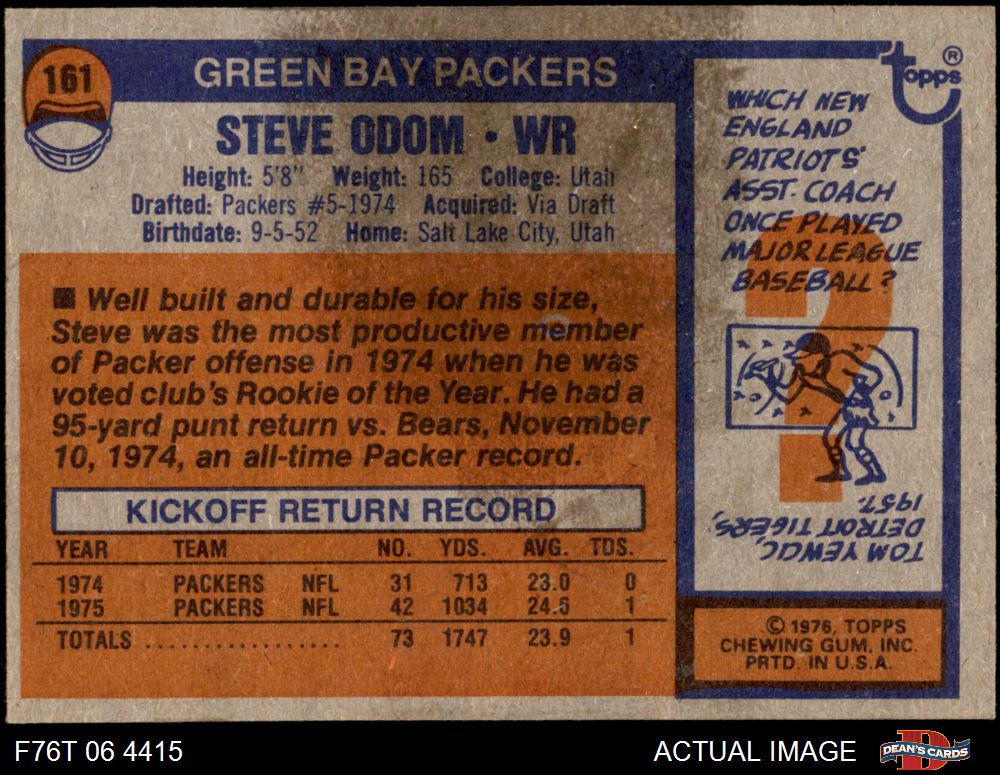 161
GREEN BAY PACKERS
STEVE ODOM • WR
Height: 5'8" Weight: 165 College: Utah
Drafted: Packers #5-1974 Acquired: Via Draft
Birthdate: 9-5-52 Home: Salt Lake City, Utah
■ Well built and durable for his size,
Steve was the most productive member
of Packer offense in 1974 when he was
voted club's Rookie of the Year. He had a
95-yard punt return vs. Bears, November
10, 1974, an all-time Packer record.
KICKOFF RETURN RECORD
YEAR TEAM NO. YDS. AVG. TDS.
1974 PACKERS NFL 31 713 23.0 0
1975 PACKERS NFL 42 1034 24.6 1
TOTALS .................. 73 1747 23.9 1
topps ®
WHICH NEW
ENGLAND
PATRIOTS'
ASST. COACH
ONCE PLAYED
MAJOR LEAGUE
BASEBALL?
?
TOM YEWCIC,
DETROIT TIGERS,
1957.
© 1976, TOPPS
CHEWING GUM, INC.
PRTD. IN U.S.A.
F76T 06 4415
ACTUAL IMAGE
D
DEAN'S CARDS